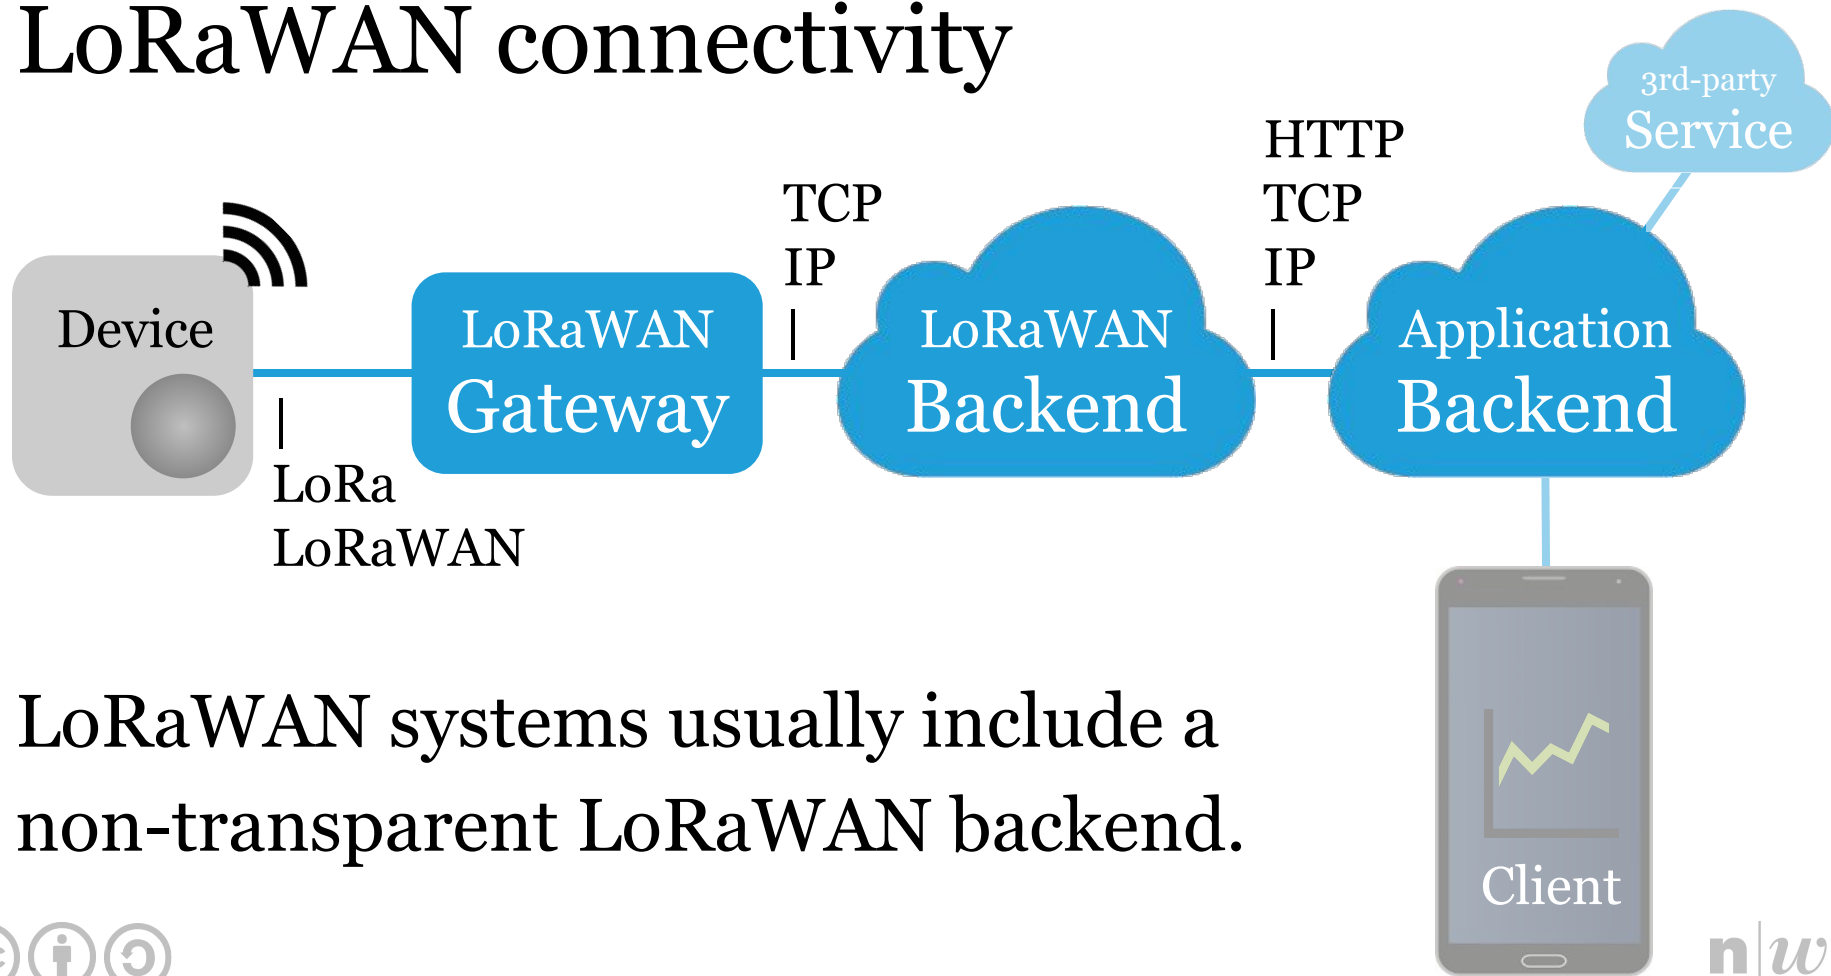 LoRaWAN connectivity
3rd-party
Service
HTTP
TCP
IP
TCP
IP
Device
LoRaWAN
Gateway
LoRaWAN
Backend
Application
Backend
LoRa
LoRaWAN
LoRaWAN systems usually include a
non-transparent LoRaWAN backend.
Client
n|w